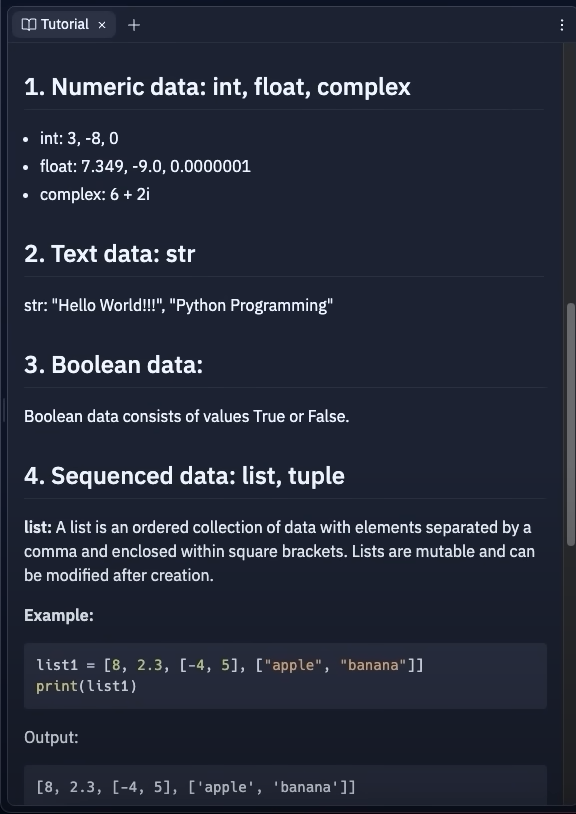 Tutorial
1. Numeric data: int, float, complex
• int: 3, -8, 0
• float: 7.349, -9.0, 0.0000001
• complex: 6 + 2i
2. Text data: str
str: "Hello World!!!", "Python Programming"
3. Boolean data:
Boolean data consists of values True or False.
4. Sequenced data: list, tuple
list: A list is an ordered collection of data with elements separated by a
comma and enclosed within square brackets. Lists are mutable and can
be modified after creation.
Example:
list1 = [8, 2.3, [-4, 5], ["apple", "banana"]]
print(list1)
Output:
[8, 2.3, [-4, 5], ['apple', 'banana']]